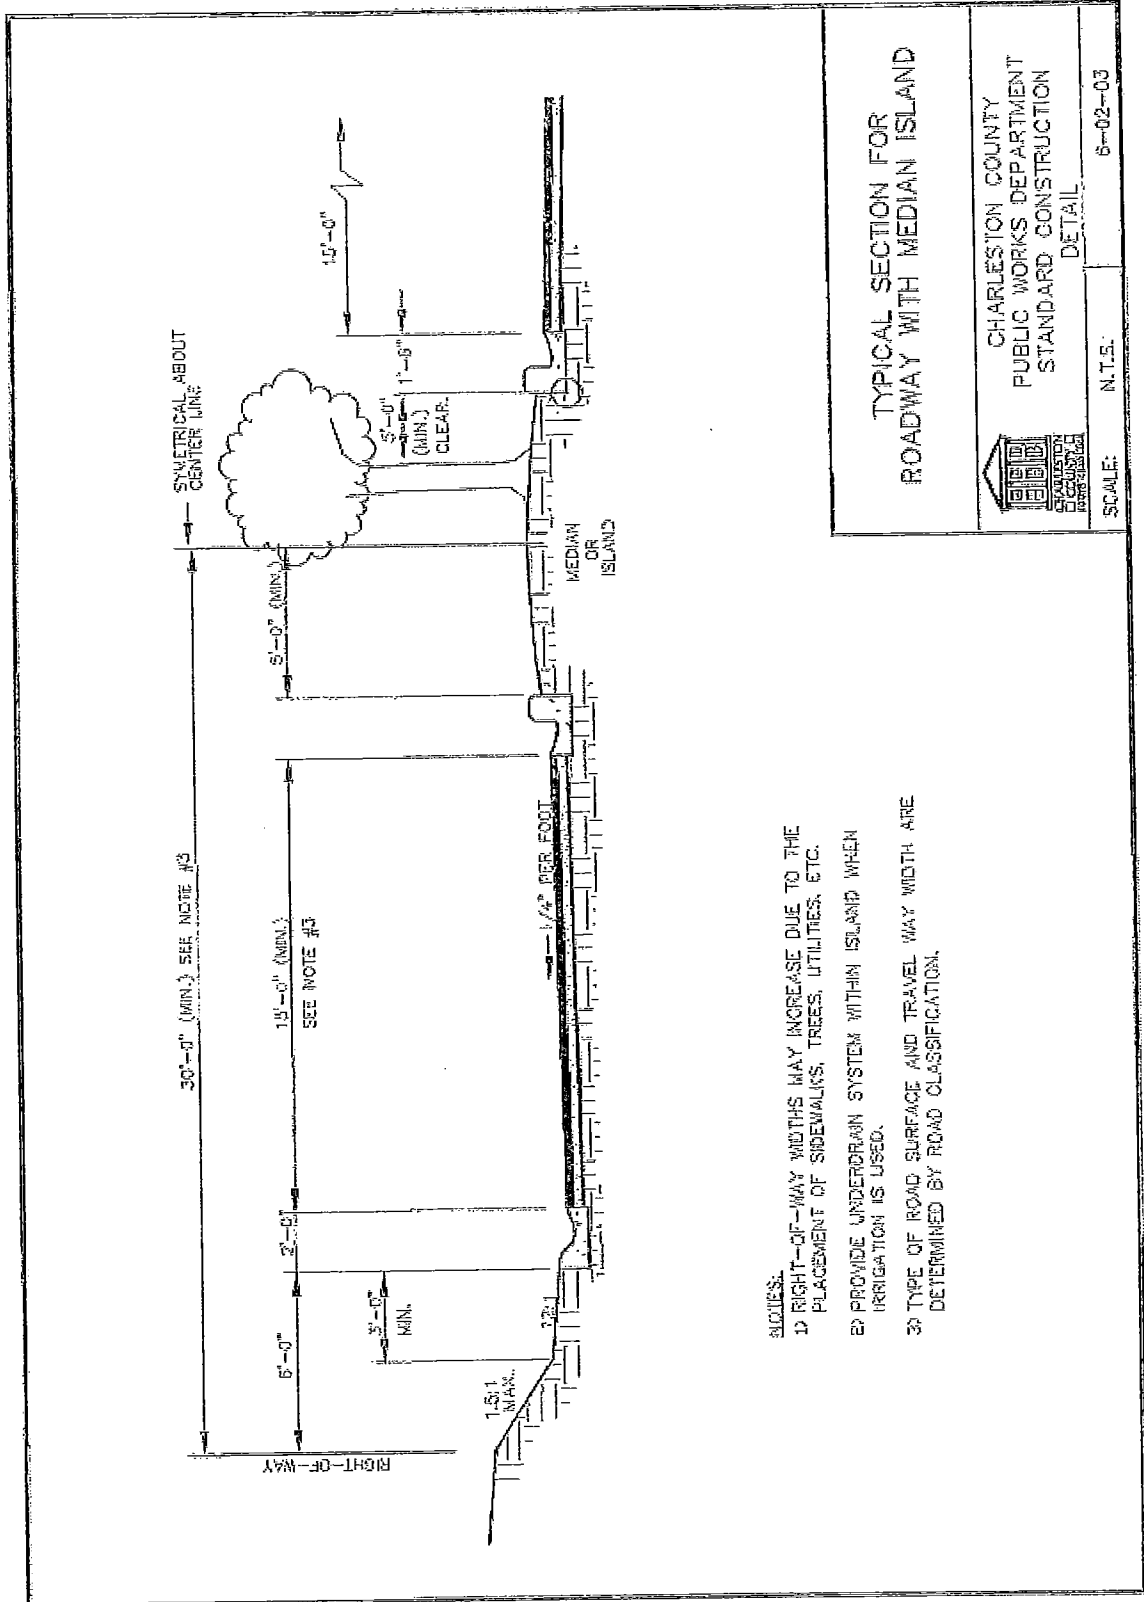 SYMETRICAL ABOUT
CENTER LINE
30'-0" (MIN.) SEE NOTE #3
15'-0"
5'-0" (MIN.)
15'-0" (MIN.)
SEE NOTE #3
2'-0"
6'-0"
3'-0"
MIN.
1'-6"
5'-0"
(MIN.)
CLEAR.
RIGHT-OF-WAY
1.5:1
MAX.
1/4" PER FOOT
MEDIAN
OR
ISLAND
NOTES:
1) RIGHT-OF-WAY WIDTHS MAY INCREASE DUE TO THE
PLACEMENT OF SIDEWALKS, TREES, UTILITIES, ETC.
2) PROVIDE UNDERDRAIN SYSTEM WITHIN ISLAND WHEN
IRRIGATION IS USED.
3) TYPE OF ROAD SURFACE AND TRAVEL WAY WIDTH ARE
DETERMINED BY ROAD CLASSIFICATION.
TYPICAL SECTION FOR
ROADWAY WITH MEDIAN ISLAND
CHARLESTON COUNTY
PUBLIC WORKS DEPARTMENT
STANDARD CONSTRUCTION
DETAIL
CHARLESTON
COUNTY
SCALE: N.T.S. 6-02-03